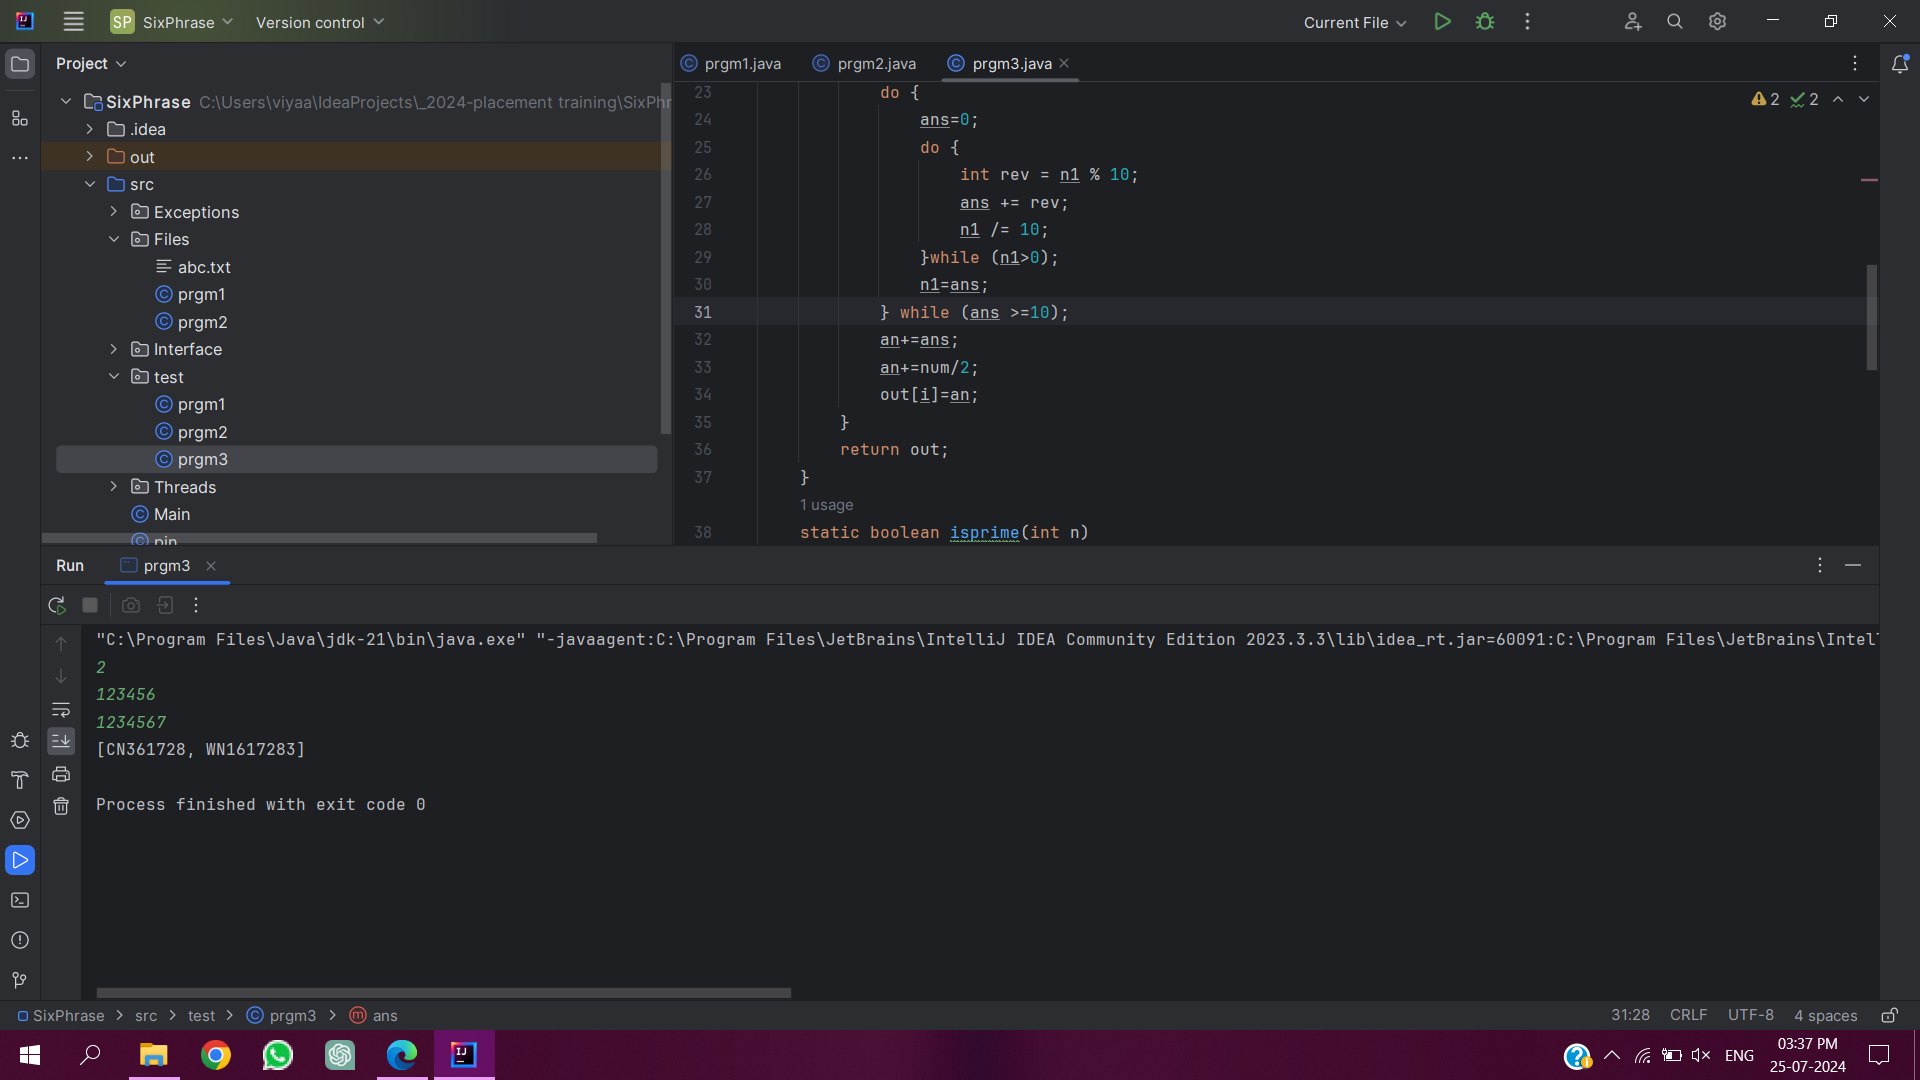 SP SixPhrase Version control Current File
Project
SixPhrase C:\Users\viyaa\IdeaProjects\_2024-placement training\SixPhr
.idea
out
src
Exceptions
Files
abc.txt
prgm1
prgm2
Interface
test
prgm1
prgm2
prgm3
Threads
Main
pin
prgm1.java prgm2.java prgm3.java
2 2
23 do {
24 ans=0;
25 do {
26 int rev = n1 % 10;
27 ans += rev;
28 n1 /= 10;
29 }while (n1>0);
30 n1=ans;
31 } while (ans >=10);
32 an+=ans;
33 an+=num/2;
34 out[i]=an;
35 }
36 return out;
37 }
1 usage
38 static boolean isprime(int n)
Run prgm3
"C:\Program Files\Java\jdk-21\bin\java.exe" "-javaagent:C:\Program Files\JetBrains\IntelliJ IDEA Community Edition 2023.3.3\lib\idea_rt.jar=60091:C:\Program Files\JetBrains\Intel
2
123456
1234567
[CN361728, WN1617283]
Process finished with exit code 0
SixPhrase > src > test > prgm3 > ans 31:28 CRLF UTF-8 4 spaces
ENG 03:37 PM
25-07-2024